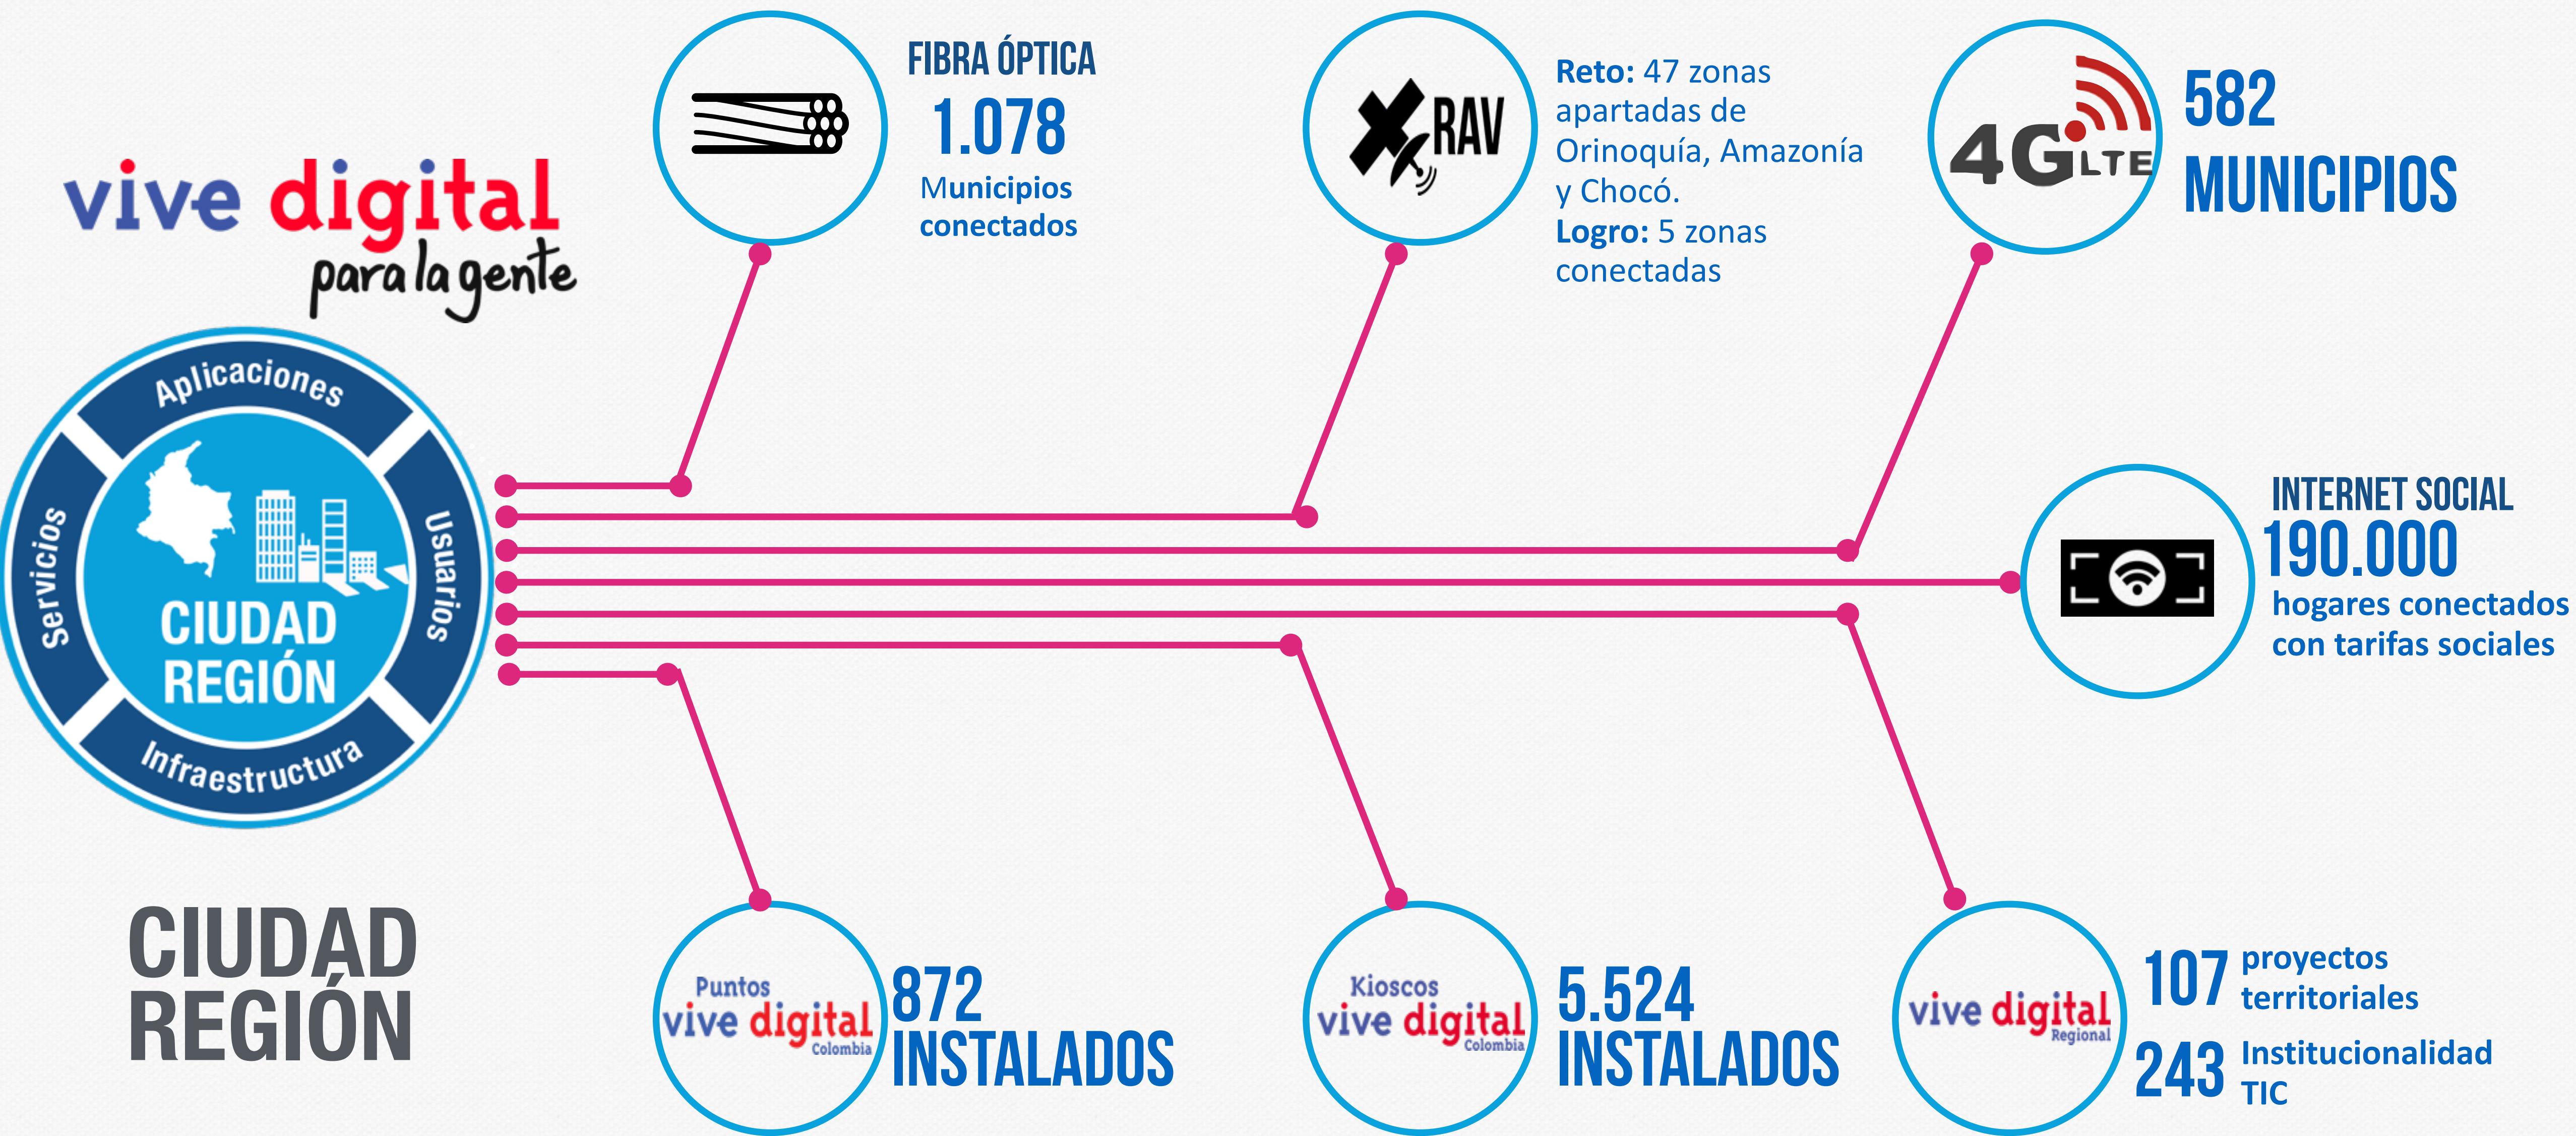 vive digital
para la gente
Aplicaciones
Servicios
Usuarios
Infraestructura
CIUDAD
REGIÓN
CIUDAD
REGIÓN
FIBRA ÓPTICA
1.078
Municipios
conectados
RAV
Reto: 47 zonas
apartadas de
Orinoquía, Amazonía
y Chocó.
Logro: 5 zonas
conectadas
4G LTE
582
MUNICIPIOS
INTERNET SOCIAL
190.000
hogares conectados
con tarifas sociales
Puntos
vive digital
Colombia
872
INSTALADOS
Kioscos
vive digital
Colombia
5.524
INSTALADOS
vive digital
Regional
107 proyectos
territoriales
243 Institucionalidad
TIC